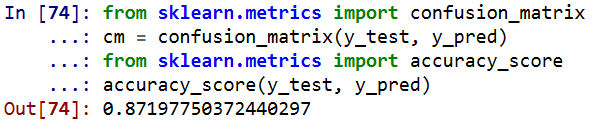 In [74]: from sklearn.metrics import confusion_matrix
    ...: cm = confusion_matrix(y_test, y_pred)
    ...: from sklearn.metrics import accuracy_score
    ...: accuracy_score(y_test, y_pred)
Out[74]: 0.87197750372440297